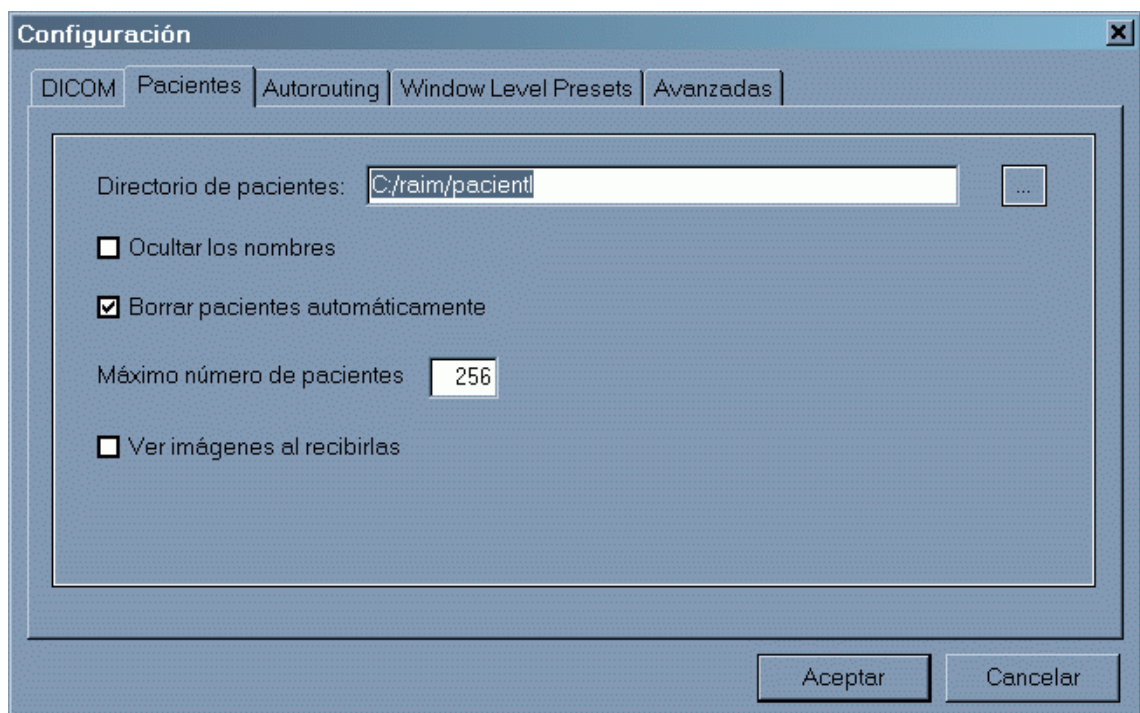 Configuración
DICOM Pacientes Autorouting Window Level Presets Avanzadas
Directorio de pacientes: C:/raim/pacient ...
Ocultar los nombres
Borrar pacientes automáticamente
Máximo número de pacientes 256
Ver imágenes al recibirlas
Aceptar Cancelar